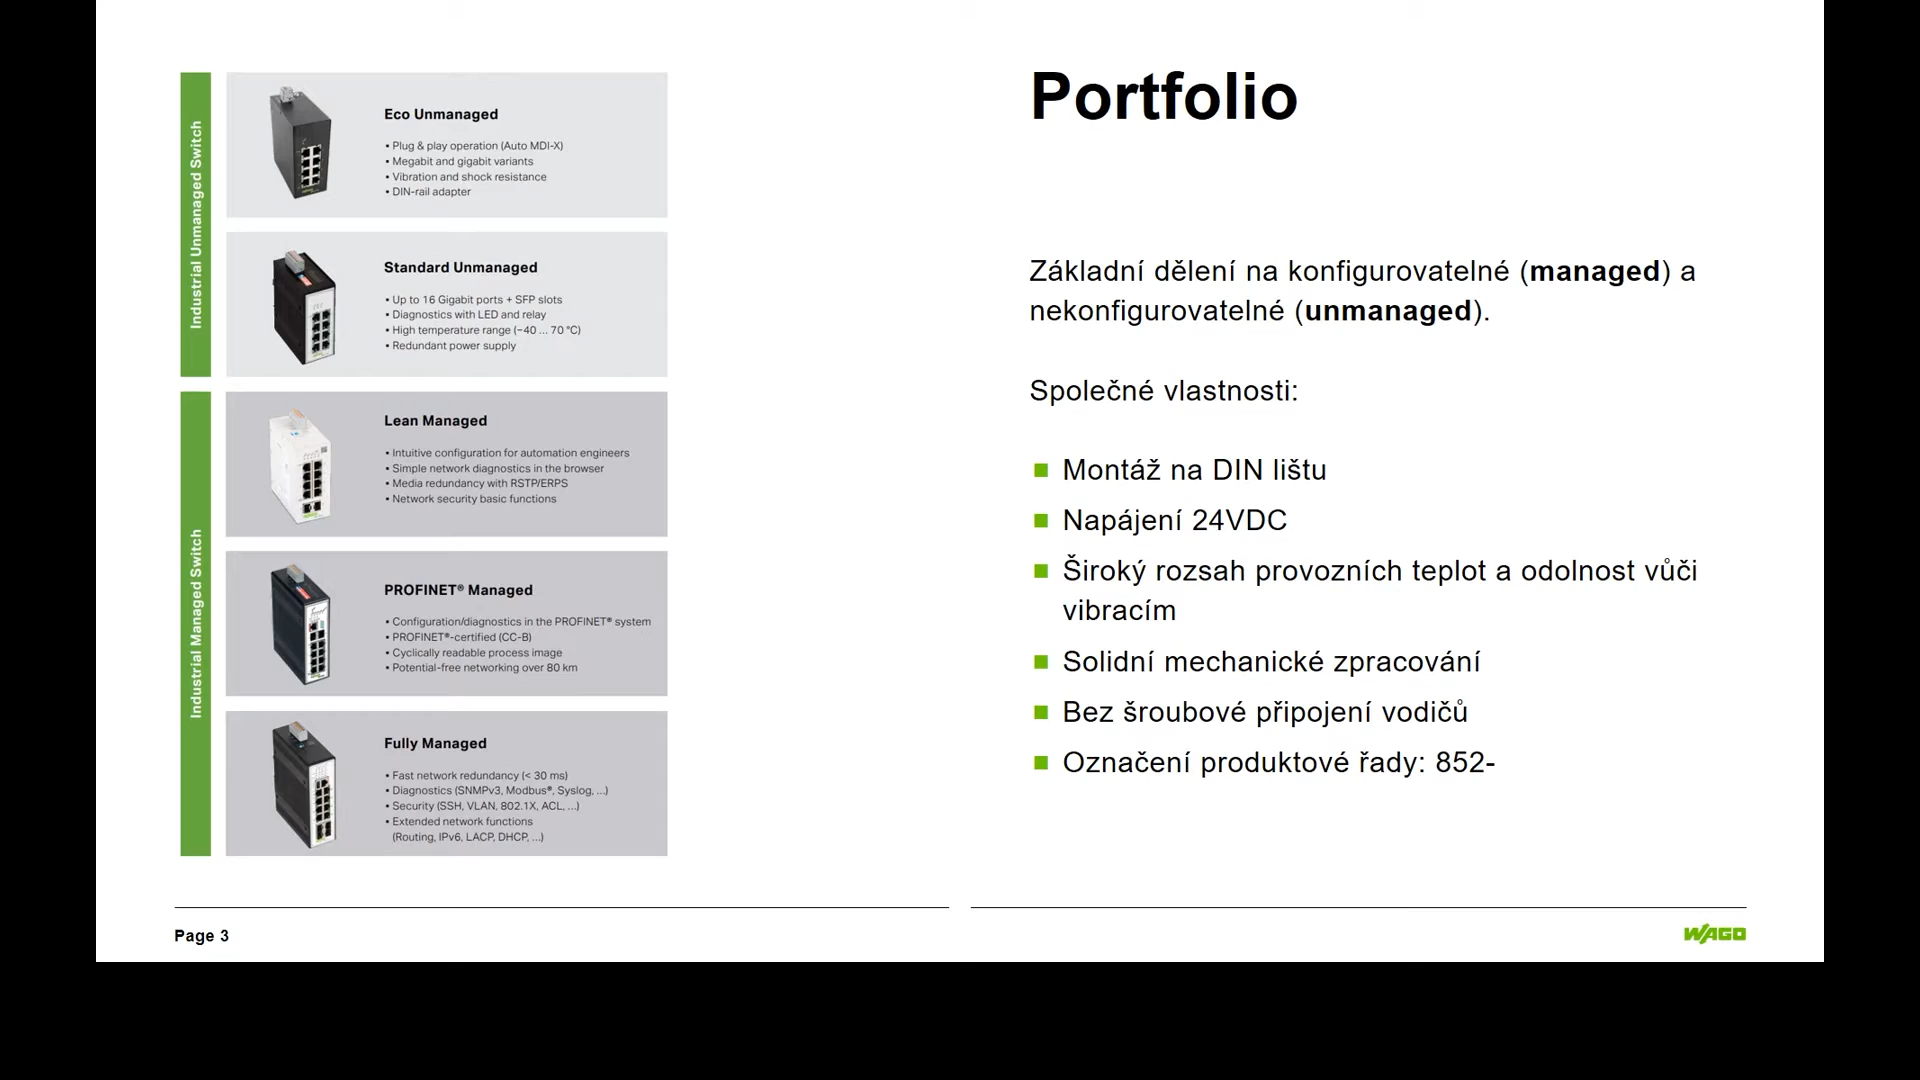 Industrial Unmanaged Switch
Eco Unmanaged
• Plug & play operation (Auto MDI-X)
• Megabit and gigabit variants
• Vibration and shock resistance
• DIN-rail adapter
Standard Unmanaged
• Up to 16 Gigabit ports + SFP slots
• Diagnostics with LED and relay
• High temperature range (−40 ... 70 °C)
• Redundant power supply
Industrial Managed Switch
Lean Managed
• Intuitive configuration for automation engineers
• Simple network diagnostics in the browser
• Media redundancy with RSTP/ERPS
• Network security basic functions
PROFINET® Managed
• Configuration/diagnostics in the PROFINET® system
• PROFINET®-certified (CC-B)
• Cyclically readable process image
• Potential-free networking over 80 km
Fully Managed
• Fast network redundancy (< 30 ms)
• Diagnostics (SNMPv3, Modbus®, Syslog, ...)
• Security (SSH, VLAN, 802.1X, ACL, ...)
• Extended network functions
(Routing, IPv6, LACP, DHCP, ...)
Portfolio
Základní dělení na konfigurovatelné (managed) a
nekonfigurovatelné (unmanaged).
Společné vlastnosti:
Montáž na DIN lištu
Napájení 24VDC
Široký rozsah provozních teplot a odolnost vůči
vibracím
Solidní mechanické zpracování
Bez šroubové připojení vodičů
Označení produktové řady: 852-
Page 3
WAGO